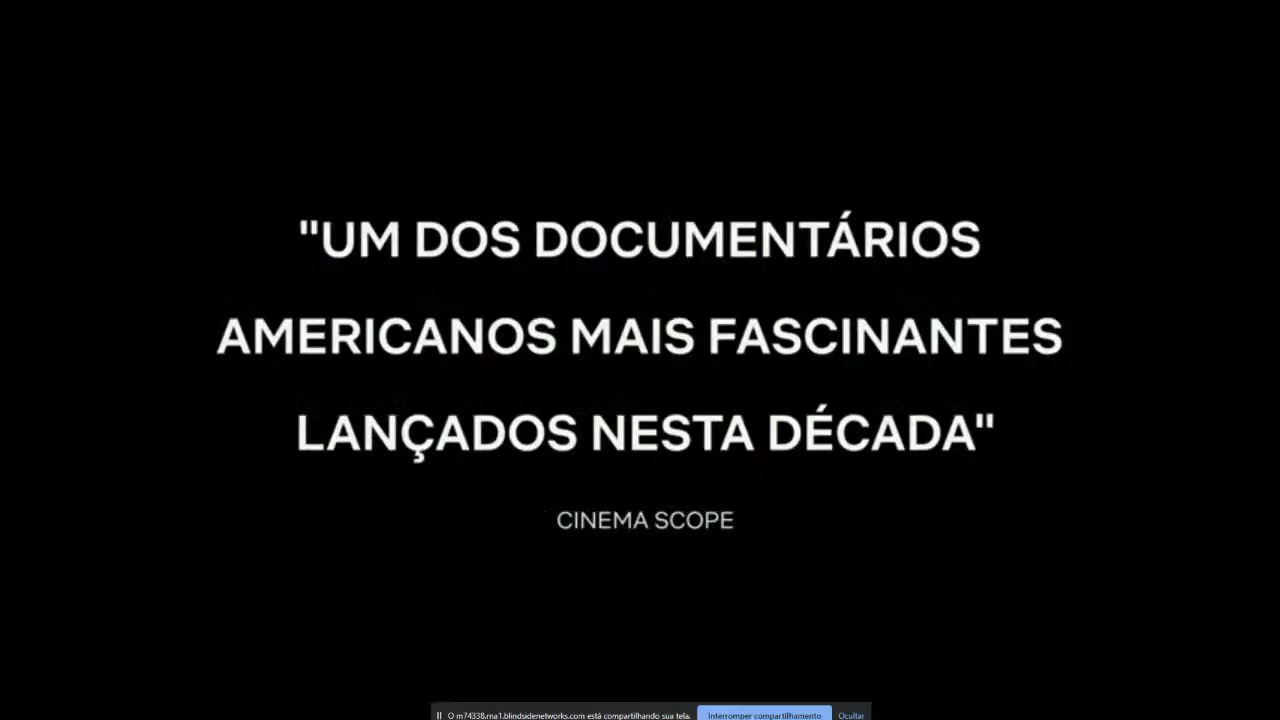 "UM DOS DOCUMENTÁRIOS
AMERICANOS MAIS FASCINANTES
LANÇADOS NESTA DÉCADA"
CINEMA SCOPE
O m74338.rna1.blindsidenetworks.com está compartilhando sua tela. Interromper compartilhamento Ocultar